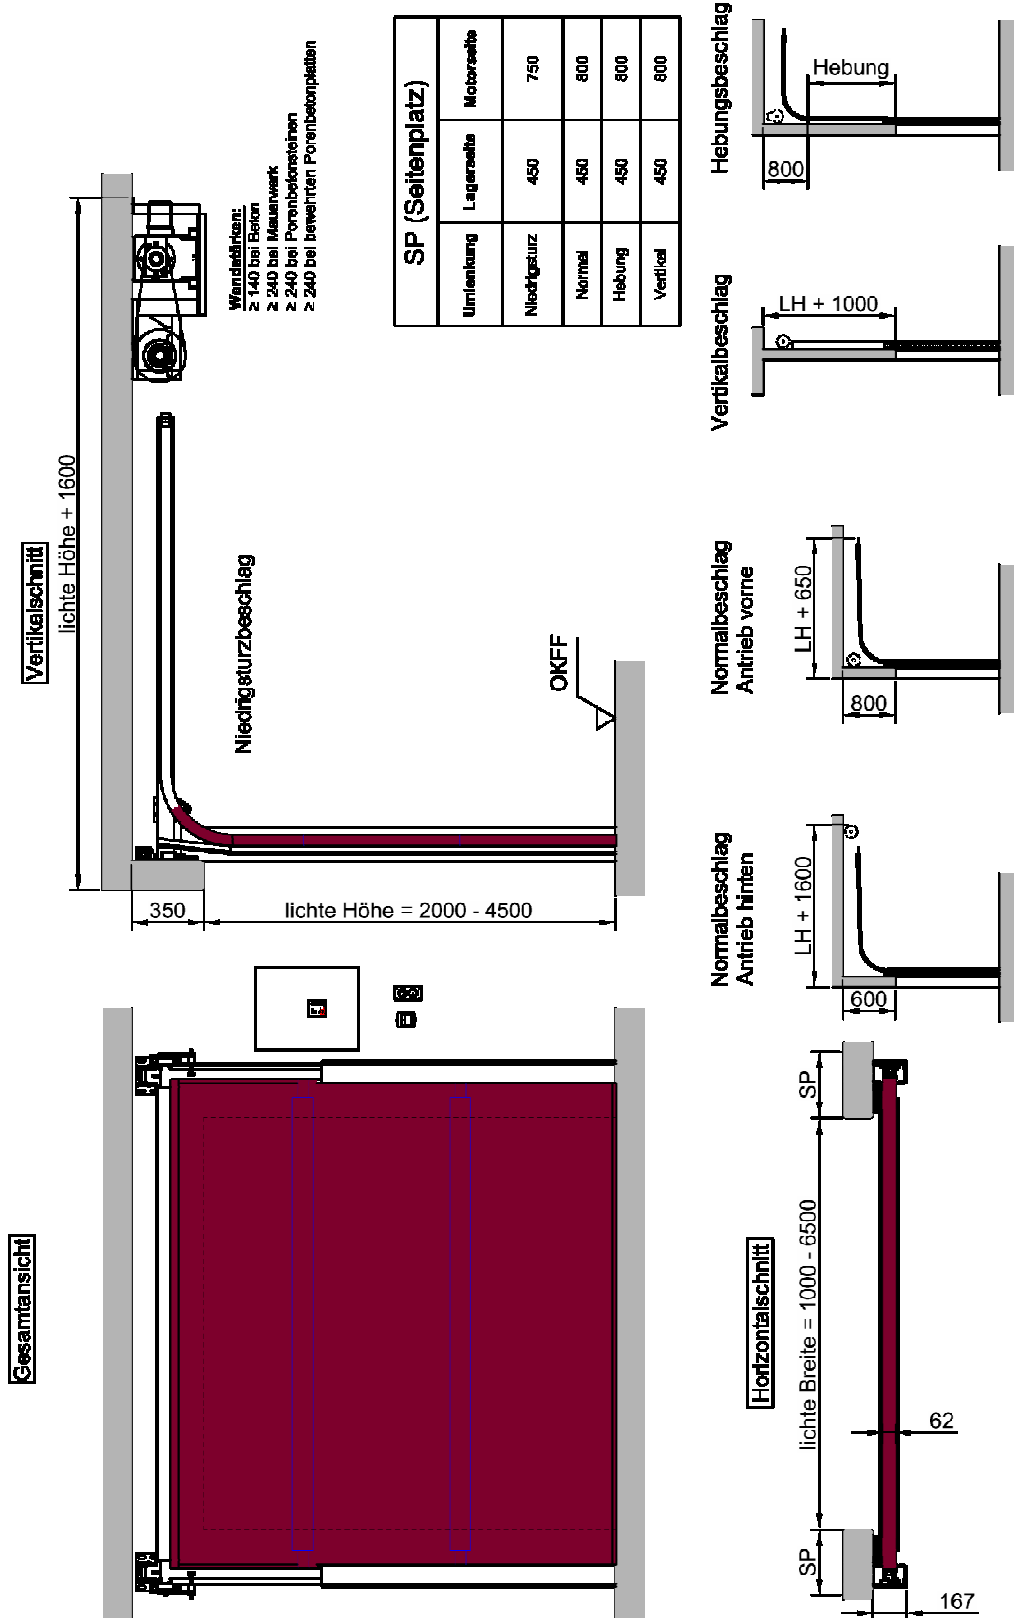 Gesamtansicht
Vertikalschnitt
lichte Höhe + 1600
350
lichte Höhe = 2000 - 4500
Niedrigsturzbeschlag
OKFF
Wandstärken:
≥ 140 bei Beton
≥ 240 bei Mauerwerk
≥ 240 bei Porenbetonsteinen
≥ 240 bei bewehrten Porenbetonplatten
SP (Seitenplatz)
Umlenkung Lagerseite Motorseite
Niedrigsturz 450 750
Normal 450 600
Hebung 450 600
Vertikal 450 600
Horizontalschnitt
SP
lichte Breite = 1000 - 6500
SP
62
167
Normalbeschlag
Antrieb hinten
LH + 1600
600
Normalbeschlag
Antrieb vorne
LH + 650
800
Vertikalbeschlag
LH + 1000
Hebungsbeschlag
Hebung
800